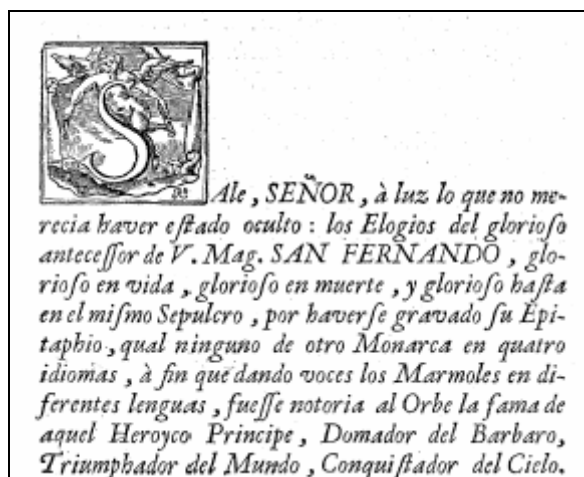 SAle, SEÑOR, à luz lo que no me-
recia haver eſtado oculto : los Elogios del glorioſo
anteceſſor de V. Mag. SAN FERNANDO, glo-
rioſo en vida, glorioſo en muerte, y glorioſo haſta
en el miſmo Sepulcro, por haverſe gravado ſu Epi-
taphio, qual ninguno de otro Monarca en quatro
idiomas, à fin que dando voces los Marmoles en di-
ferentes lenguas, fueſſe notoria al Orbe la fama de
aquel Heroyco Principe, Domador del Barbaro,
Triumphador del Mundo, Conquiſtador del Cielo.